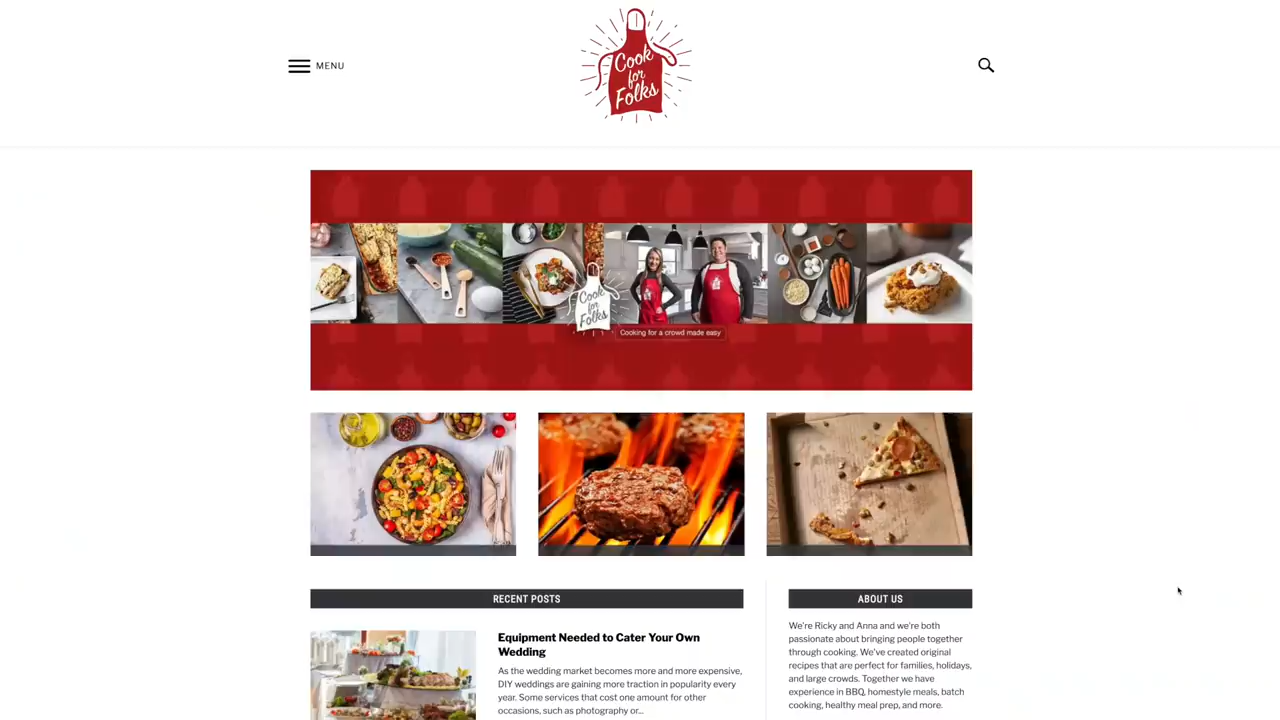 MENU
Cook
for
Folks
Cook
for
Folks
Cooking for a crowd made easy
RECENT POSTS
Equipment Needed to Cater Your Own
Wedding
As the wedding market becomes more and more expensive,
DIY weddings are gaining more traction in popularity every
year. Some services that cost one amount for other
occasions, such as photography or...
ABOUT US
We're Ricky and Anna and we're both
passionate about bringing people together
through cooking. We've created original
recipes that are perfect for families, holidays,
and large crowds. Together we have
experience in BBQ, homestyle meals, batch
cooking, healthy meal prep, and more.